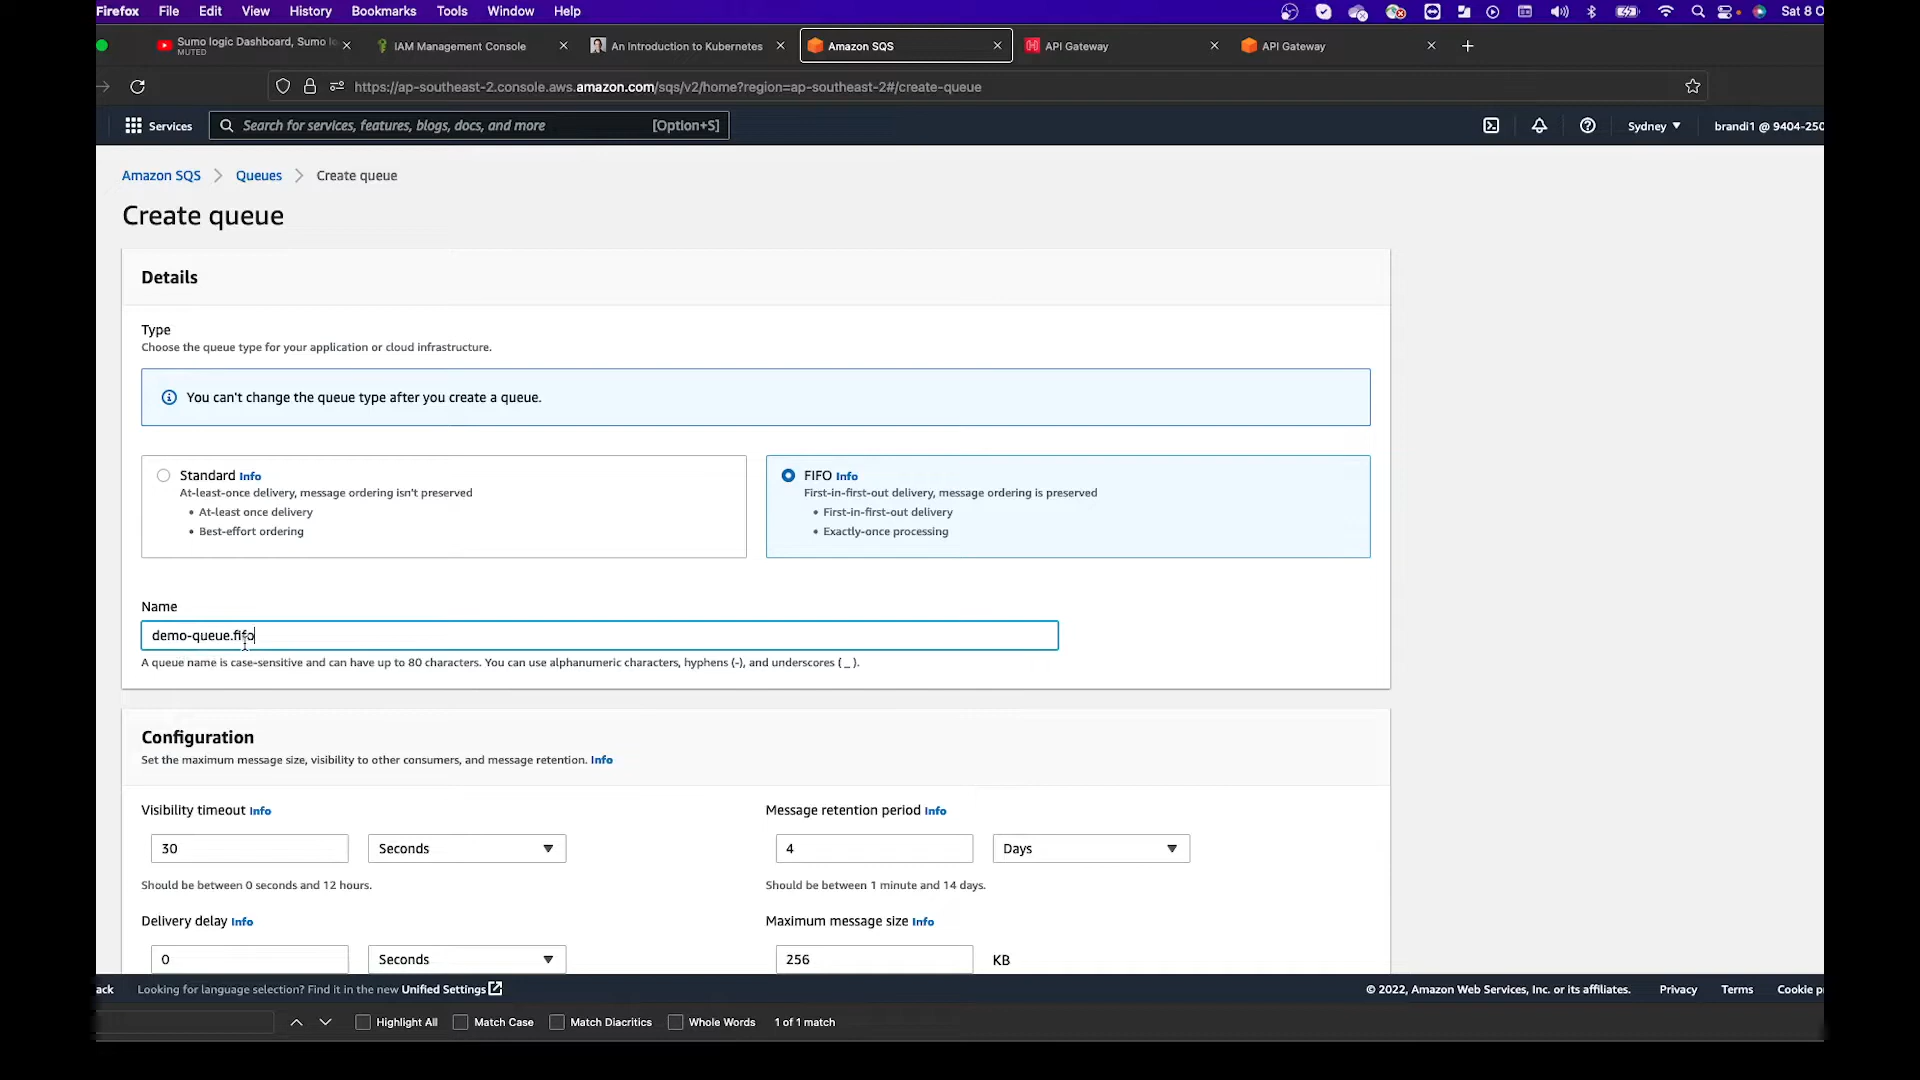 Firefox File Edit View History Bookmarks Tools Window Help Sat 8 O
Sumo logic Dashboard, Sumo lo
MUTED
IAM Management Console
An Introduction to Kubernetes
Amazon SQS
API Gateway
API Gateway
https://ap-southeast-2.console.aws.amazon.com/sqs/v2/home?region=ap-southeast-2#/create-queue
Services
Search for services, features, blogs, docs, and more [Option+S]
Sydney
brandi1 @ 9404-250
Amazon SQS > Queues > Create queue
Create queue
Details
Type
Choose the queue type for your application or cloud infrastructure.
You can't change the queue type after you create a queue.
Standard Info
At-least-once delivery, message ordering isn't preserved
• At-least once delivery
• Best-effort ordering
FIFO Info
First-in-first-out delivery, message ordering is preserved
• First-in-first-out delivery
• Exactly-once processing
Name
demo-queue.fifo
A queue name is case-sensitive and can have up to 80 characters. You can use alphanumeric characters, hyphens (-), and underscores ( _ ).
Configuration
Set the maximum message size, visibility to other consumers, and message retention. Info
Visibility timeout Info
30 Seconds
Should be between 0 seconds and 12 hours.
Message retention period Info
4 Days
Should be between 1 minute and 14 days.
Delivery delay Info
0 Seconds
Maximum message size Info
256 KB
ack Looking for language selection? Find it in the new Unified Settings
© 2022, Amazon Web Services, Inc. or its affiliates. Privacy Terms Cookie p
Highlight All Match Case Match Diacritics Whole Words 1 of 1 match